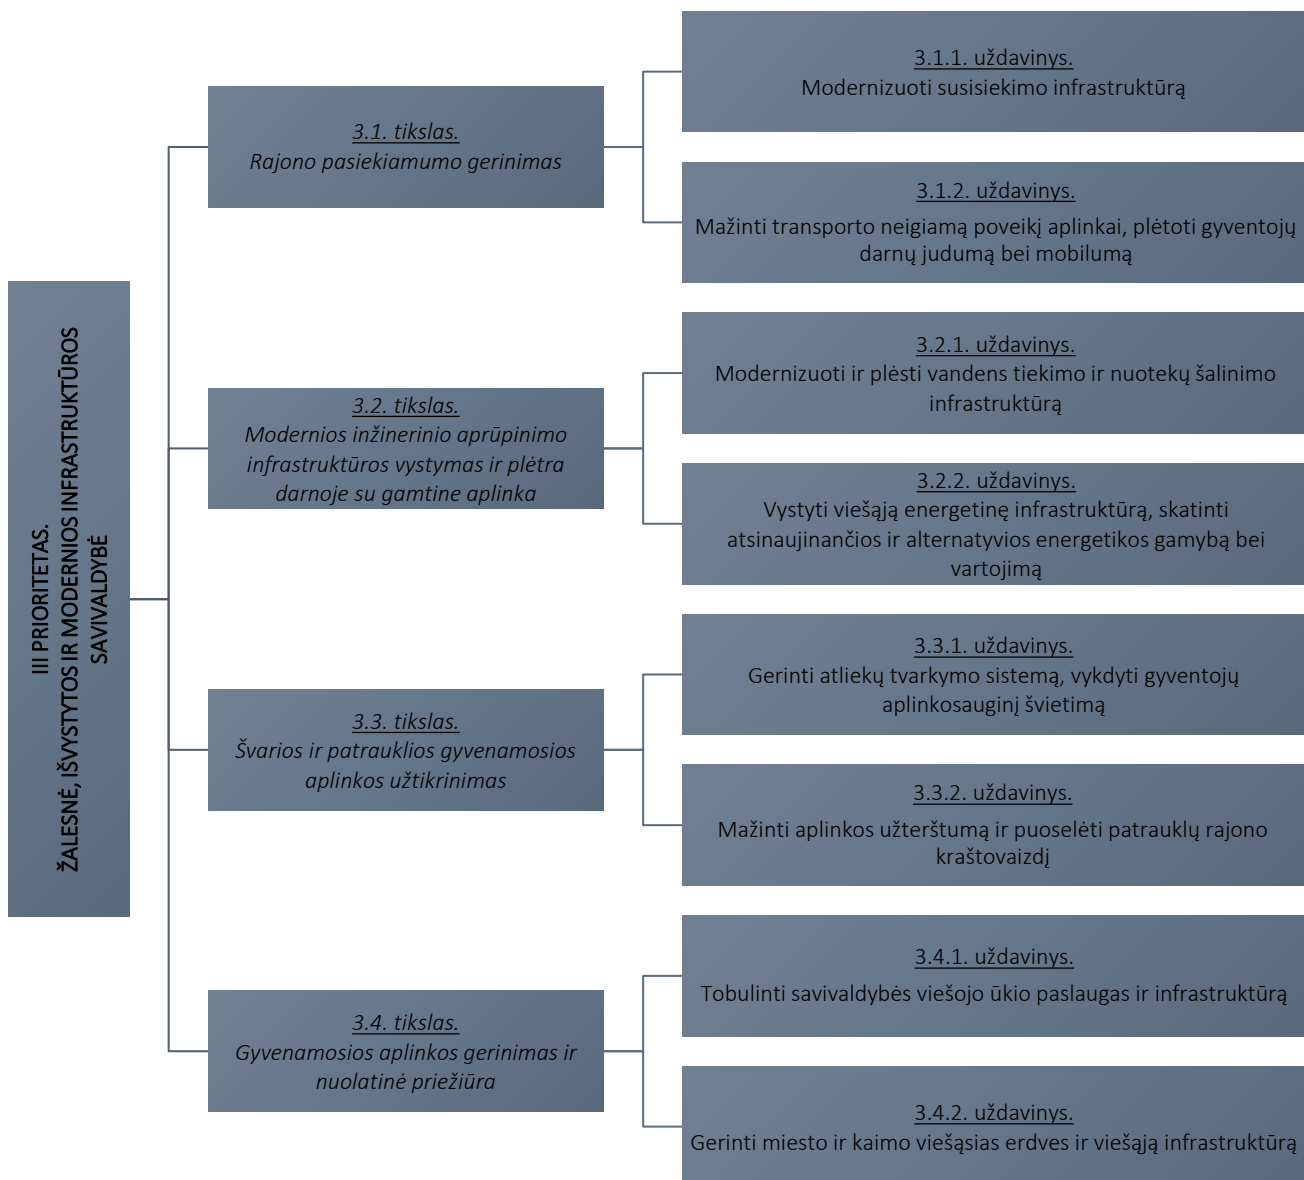 III PRIORITETAS.
ŽALESNĖ, IŠVYSTYTOS IR MODERNIOS INFRASTRUKTŪROS
SAVIVALDYBĖ
3.1. tikslas.
Rajono pasiekiamumo gerinimas
3.1.1. uždavinys.
Modernizuoti susisiekimo infrastruktūrą
3.1.2. uždavinys.
Mažinti transporto neigiamą poveikį aplinkai, plėtoti gyventojų
darnų judumą bei mobilumą
3.2. tikslas.
Modernios inžinerinio aprūpinimo
infrastruktūros vystymas ir plėtra
darnoje su gamtine aplinka
3.2.1. uždavinys.
Modernizuoti ir plėsti vandens tiekimo ir nuotekų šalinimo
infrastruktūrą
3.2.2. uždavinys.
Vystyti viešąją energetinę infrastruktūrą, skatinti
atsinaujinančios ir alternatyvios energetikos gamybą bei
vartojimą
3.3. tikslas.
Švarios ir patrauklios gyvenamosios
aplinkos užtikrinimas
3.3.1. uždavinys.
Gerinti atliekų tvarkymo sistemą, vykdyti gyventojų
aplinkosauginį švietimą
3.3.2. uždavinys.
Mažinti aplinkos užterštumą ir puoselėti patrauklų rajono
kraštovaizdį
3.4. tikslas.
Gyvenamosios aplinkos gerinimas ir
nuolatinė priežiūra
3.4.1. uždavinys.
Tobulinti savivaldybės viešojo ūkio paslaugas ir infrastruktūrą
3.4.2. uždavinys.
Gerinti miesto ir kaimo viešąsias erdves ir viešąją infrastruktūrą